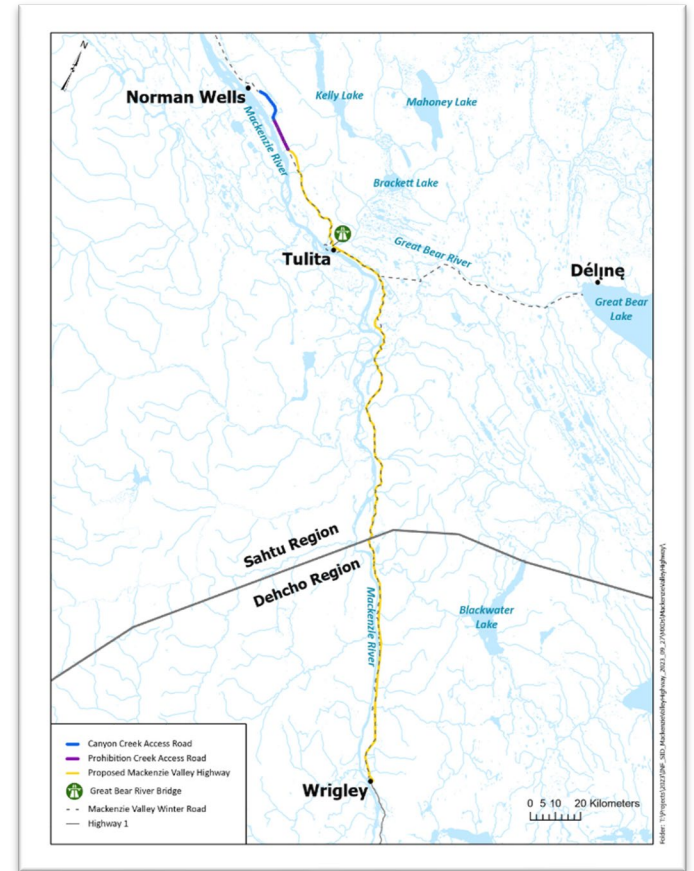 N
Norman Wells
Kelly Lake
Mahoney Lake
Mackenzie River
Brackett Lake
Great Bear River
Tulita
Délı̨nę
Great Bear
Lake
Sahtu Region
Dehcho Region
Mackenzie River
Blackwater
Lake
Wrigley
Canyon Creek Access Road
Prohibition Creek Access Road
Proposed Mackenzie Valley Highway
Great Bear River Bridge
Mackenzie Valley Winter Road
Highway 1
0 5 10 20 Kilometers